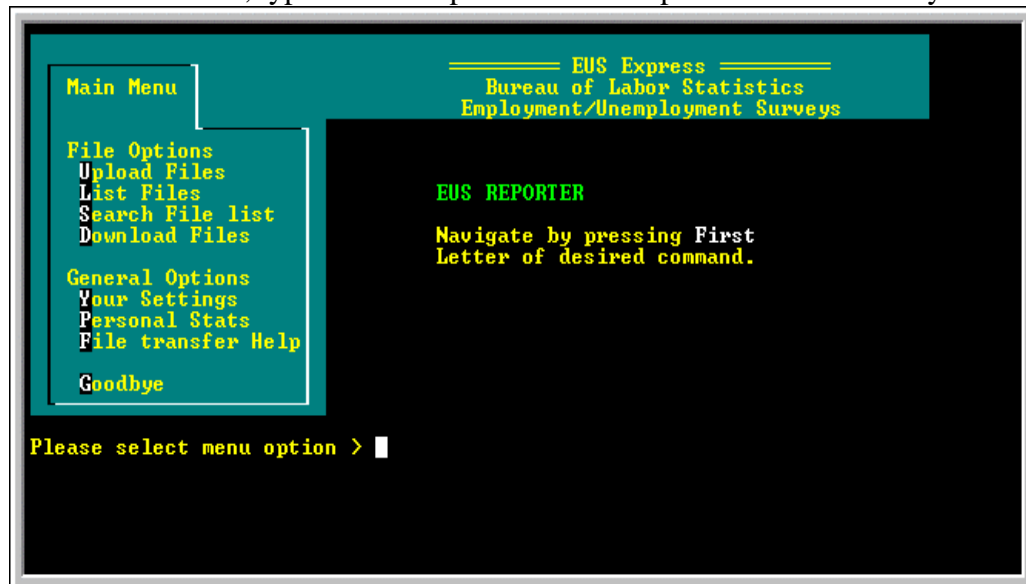 EUS Express
Bureau of Labor Statistics
Employment/Unemployment Surveys
Main Menu
File Options
Upload Files
List Files
Search File list
Download Files
General Options
Your Settings
Personal Stats
File transfer Help
Goodbye
EUS REPORTER
Navigate by pressing First
Letter of desired command.
Please select menu option >